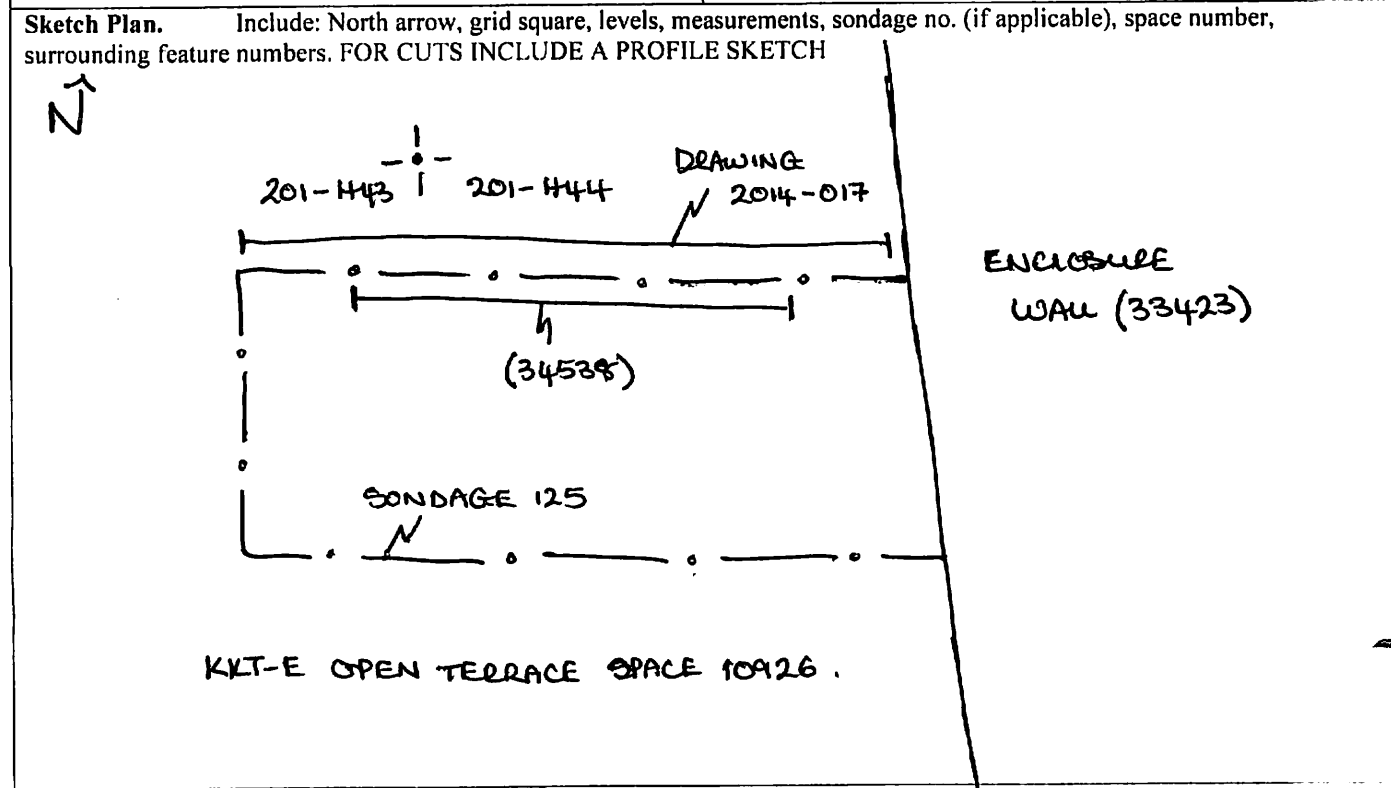 Sketch Plan. Include: North arrow, grid square, levels, measurements, sondage no. (if applicable), space number,
surrounding feature numbers. FOR CUTS INCLUDE A PROFILE SKETCH
N
DRAWING
201-H43 201-H44 2014-017
ENCLOSURE
WALL (33423)
(34538)
SONDAGE 125
KKT-E OPEN TERRACE SPACE 10926.